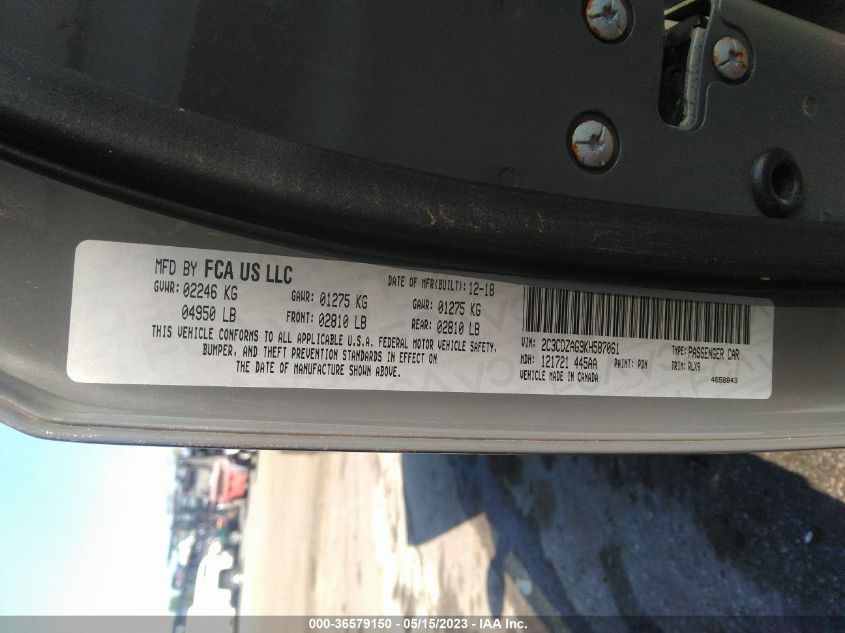 MFD BY FCA US LLC
DATE OF MFR(BUILT): 12-18
GVWR: 02246 KG
GAWR: 01275 KG
GAWR: 01275 KG
04950 LB
FRONT: 02810 LB
REAR: 02810 LB
THIS VEHICLE CONFORMS TO ALL APPLICABLE U.S.A. FEDERAL MOTOR VEHICLE SAFETY,
BUMPER, AND THEFT PREVENTION STANDARDS IN EFFECT ON
THE DATE OF MANUFACTURE SHOWN ABOVE.
VIN: 2C3CDZAG9KH587061
TYPE: PASSENGER CAR
MDH: 121721 445AA
PAINT: PDN
TRIM: RLX9
VEHICLE MADE IN CANADA
4658043
000-36579150 - 05/15/2023 - IAA Inc.